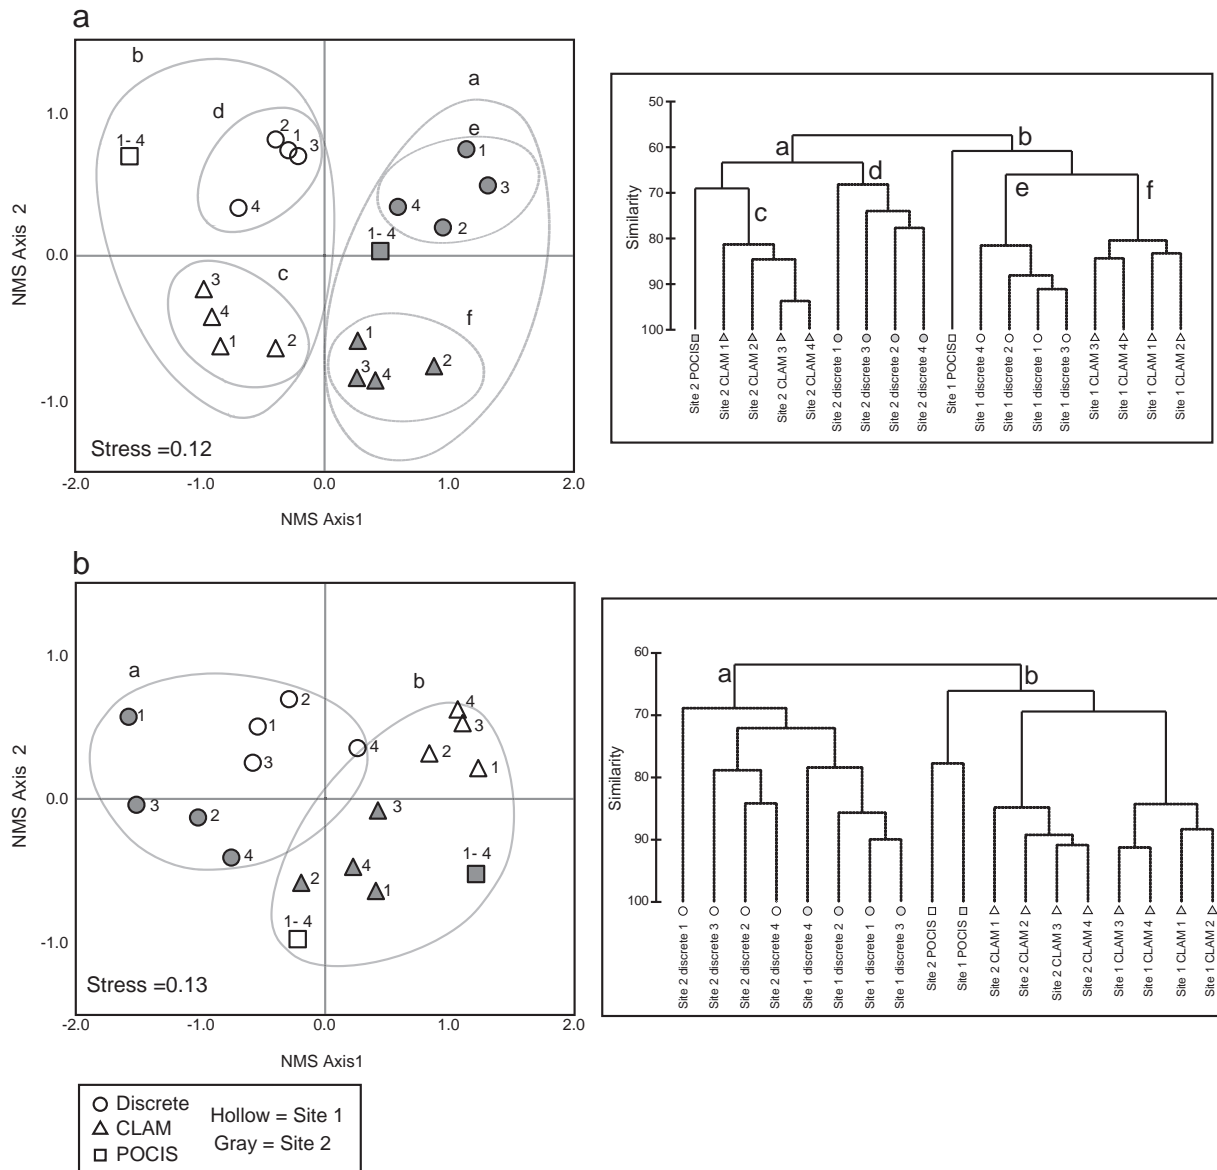 a
b
a
d
e
2
1
3
1
1- 4
3
4
4
2
1- 4
c
3
f
4
1
1
2
2
3
4
Stress =0.12
1.0
0.0
-1.0
-2.0
-1.0
0.0
1.0
2.0
NMS Axis 2
NMS Axis1
50
60
70
80
90
100
Similarity
a
b
d
e
f
c
Site 2 POCIS
Site 2 CLAM 1
Site 2 CLAM 2
Site 2 CLAM 3
Site 2 CLAM 4
Site 2 discrete 1
Site 2 discrete 3
Site 2 discrete 2
Site 2 discrete 4
Site 1 POCIS
Site 1 discrete 4
Site 1 discrete 2
Site 1 discrete 1
Site 1 discrete 3
Site 1 CLAM 3
Site 1 CLAM 4
Site 1 CLAM 1
Site 1 CLAM 2
b
a
b
1
2
1
3
4
4
3
2
1
3
2
4
3
4
2
1
1- 4
1- 4
Stress =0.13
1.0
0.0
-1.0
-2.0
-1.0
0.0
1.0
2.0
NMS Axis 2
NMS Axis1
60
70
80
90
100
Similarity
a
b
Site 2 discrete 1
Site 2 discrete 3
Site 2 discrete 2
Site 2 discrete 4
Site 1 discrete 4
Site 1 discrete 2
Site 1 discrete 1
Site 1 discrete 3
Site 2 POCIS
Site 1 POCIS
Site 2 CLAM 1
Site 2 CLAM 2
Site 2 CLAM 3
Site 2 CLAM 4
Site 1 CLAM 3
Site 1 CLAM 4
Site 1 CLAM 1
Site 1 CLAM 2
Discrete
CLAM
POCIS
Hollow = Site 1
Gray = Site 2